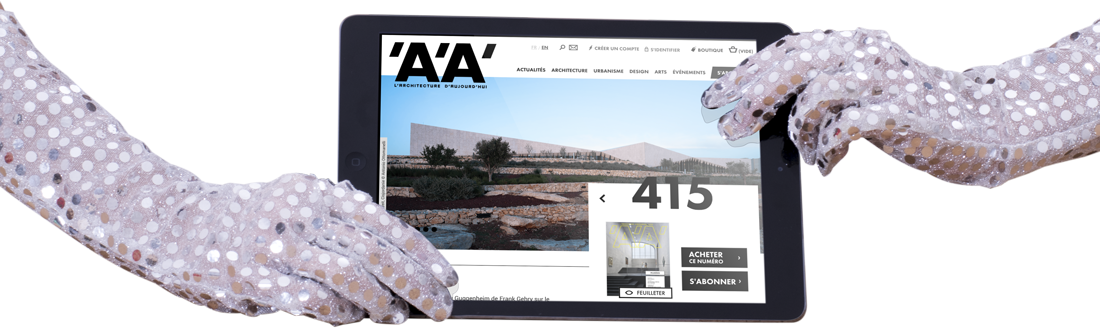 'A'A'
L'ARCHITECTURE D'AUJOURD'HUI
FR / EN
CRÉER UN COMPTE
S'IDENTIFIER
BOUTIQUE
(VIDE)
ACTUALITÉS ARCHITECTURE URBANISME DESIGN ARTS ÉVÉNEMENTS S'AB
415
ACHETER
CE NUMÉRO
S'ABONNER
FEUILLETER
Guggenheim de Frank Gehry sur le